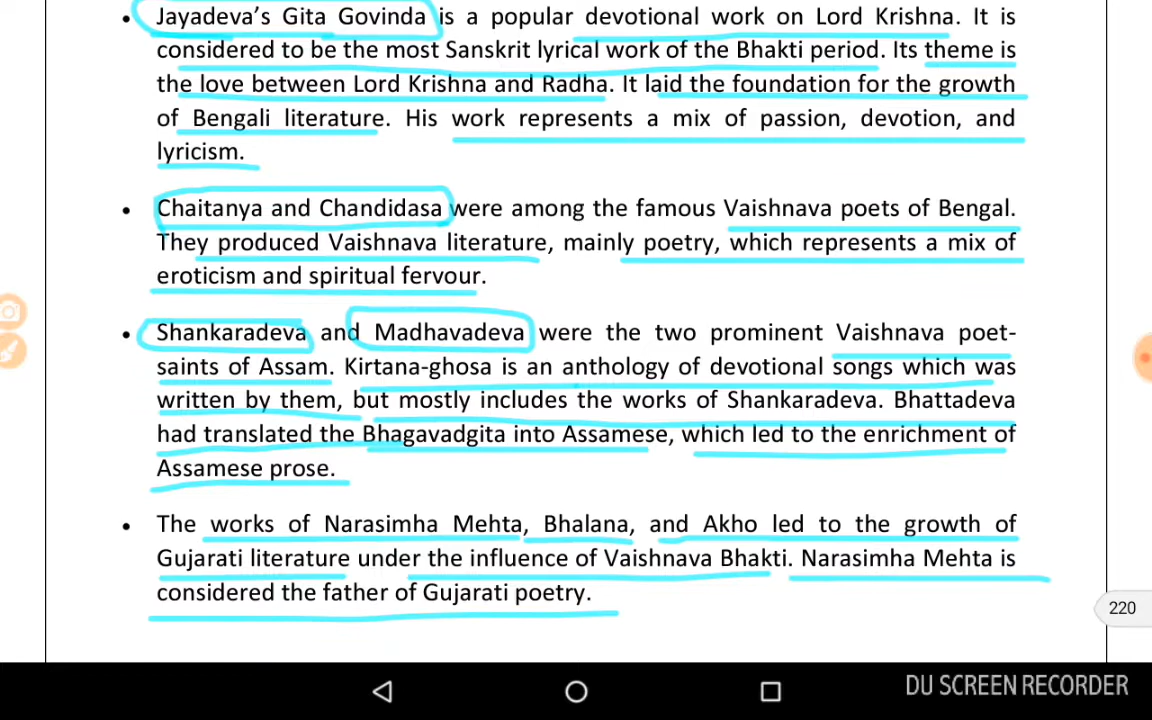 Jayadeva’s Gita Govinda is a popular devotional work on Lord Krishna. It is
considered to be the most Sanskrit lyrical work of the Bhakti period. Its theme is
the love between Lord Krishna and Radha. It laid the foundation for the growth
of Bengali literature. His work represents a mix of passion, devotion, and
lyricism.
• Chaitanya and Chandidasa were among the famous Vaishnava poets of Bengal.
They produced Vaishnava literature, mainly poetry, which represents a mix of
eroticism and spiritual fervour.
• Shankaradeva and Madhavadeva were the two prominent Vaishnava poet-
saints of Assam. Kirtana-ghosa is an anthology of devotional songs which was
written by them, but mostly includes the works of Shankaradeva. Bhattadeva
had translated the Bhagavadgita into Assamese, which led to the enrichment of
Assamese prose.
• The works of Narasimha Mehta, Bhalana, and Akho led to the growth of
Gujarati literature under the influence of Vaishnava Bhakti. Narasimha Mehta is
considered the father of Gujarati poetry.
220
DU SCREEN RECORDER